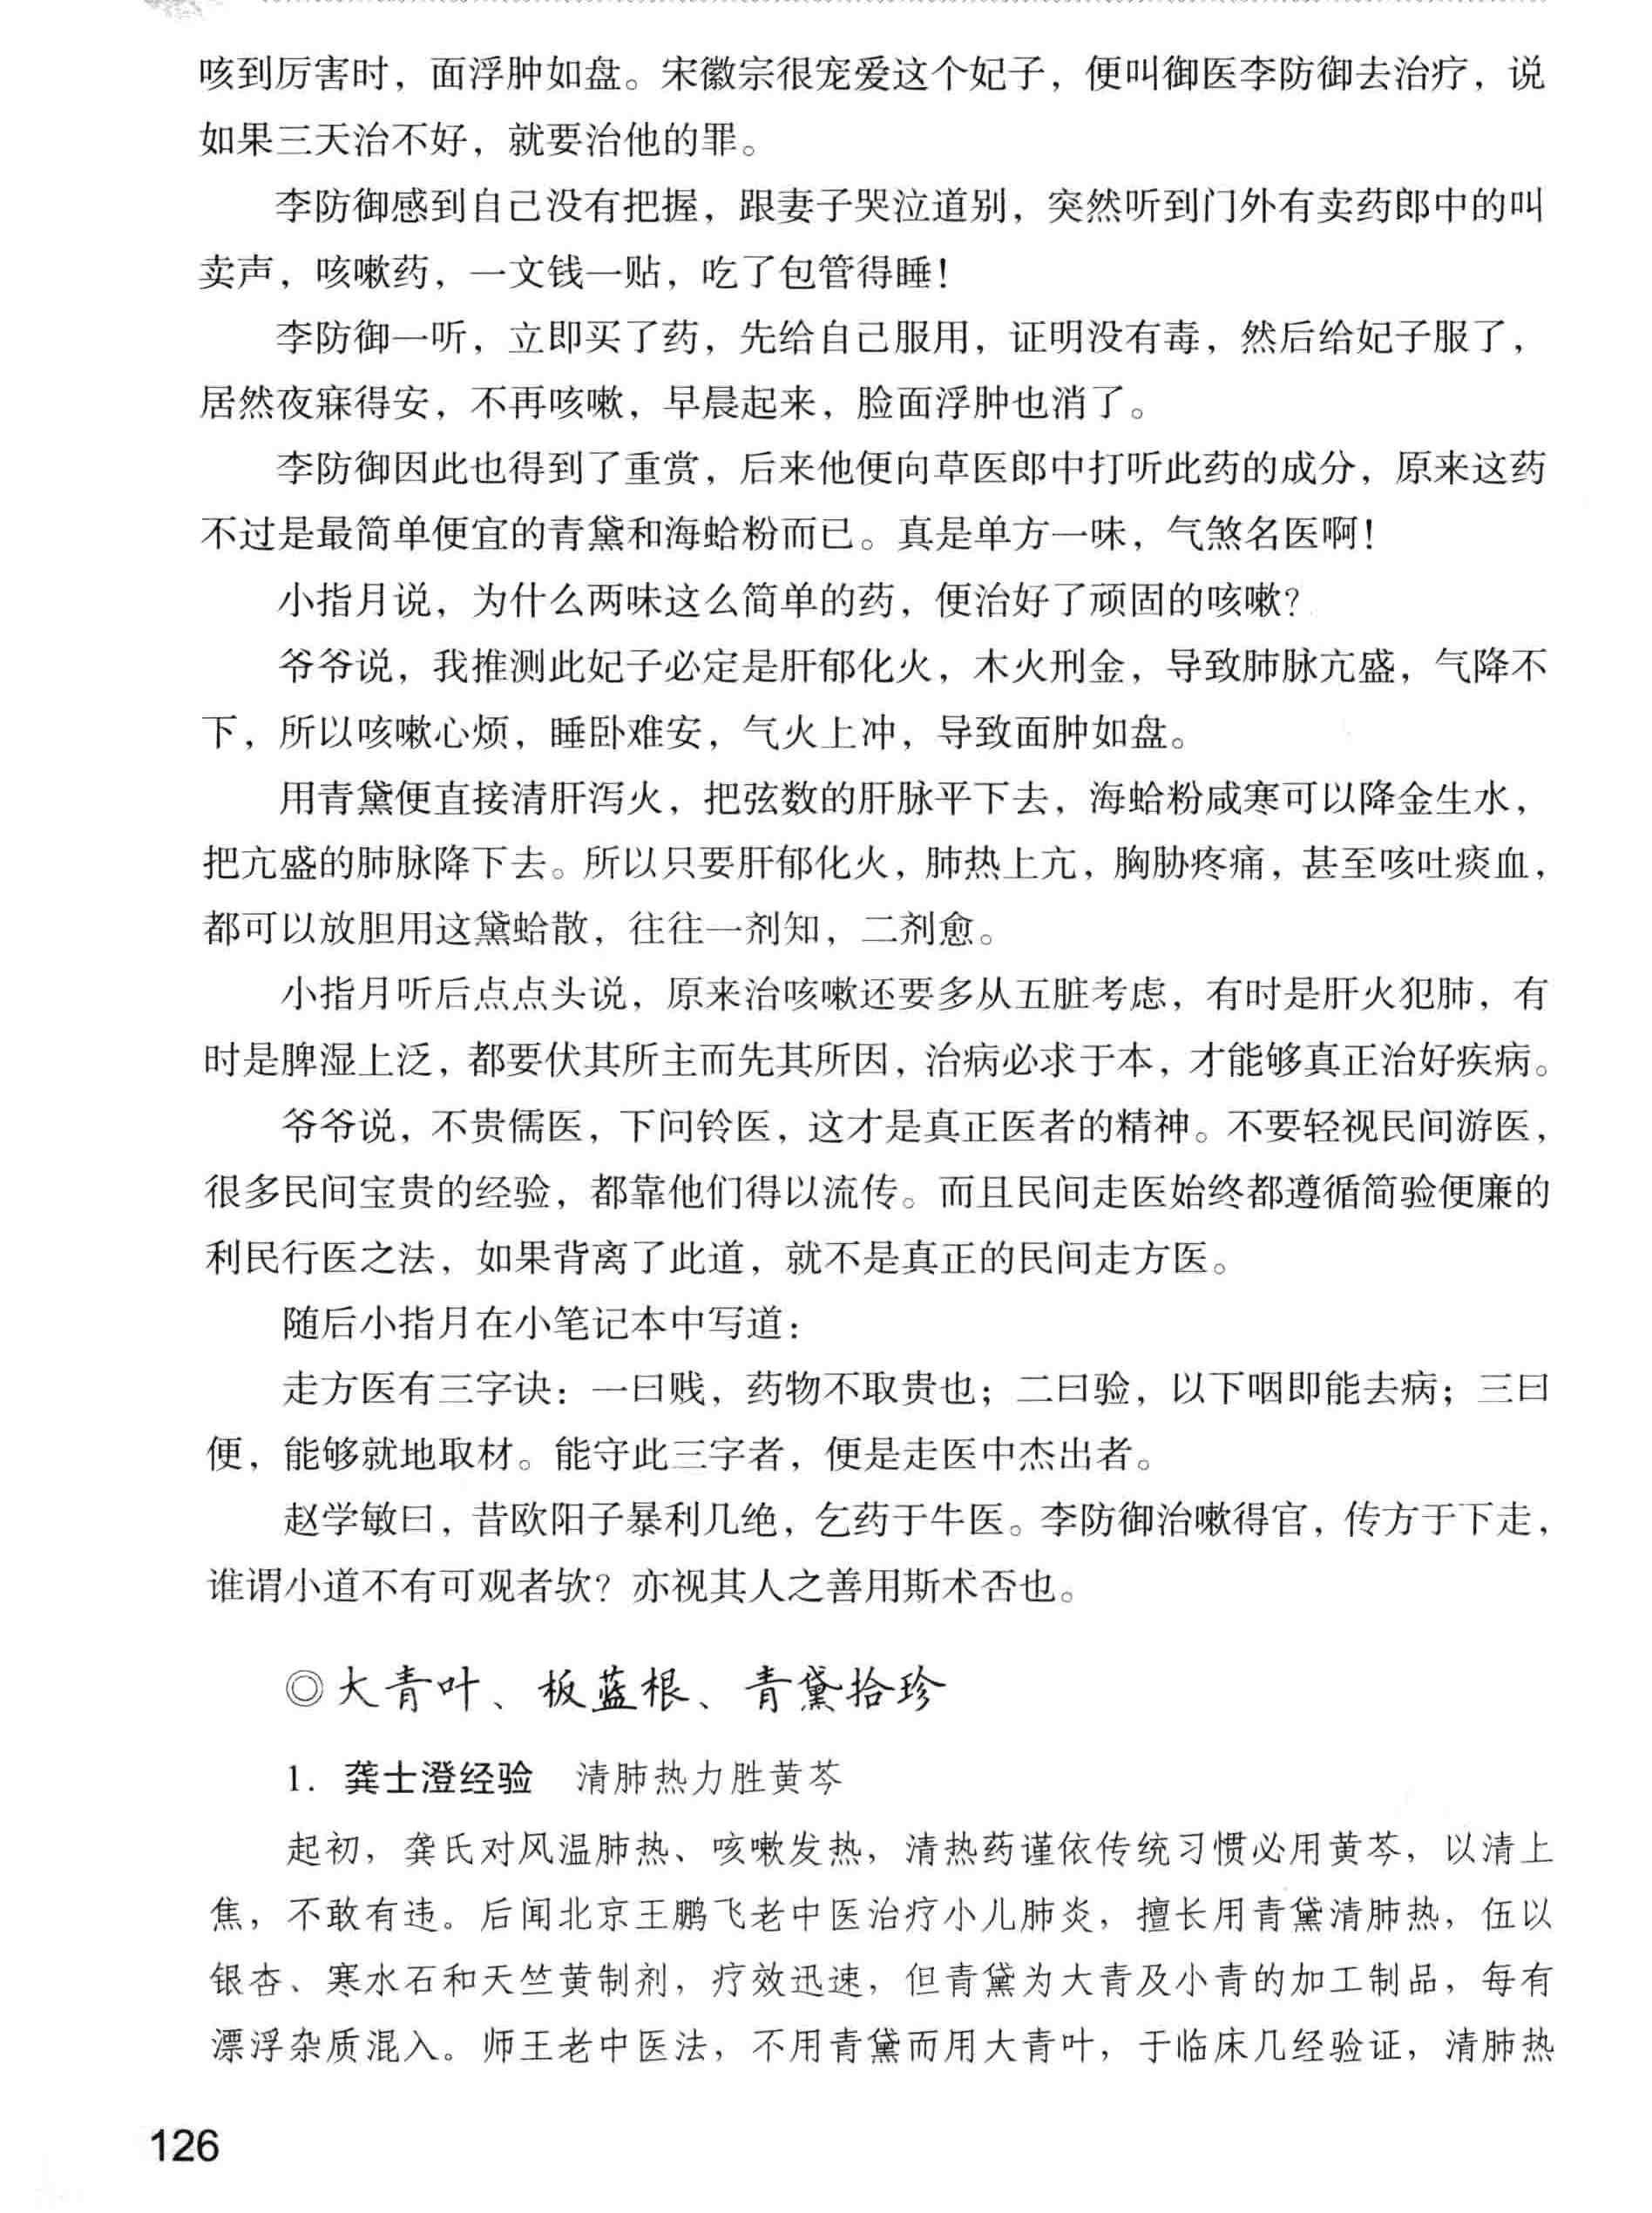 咳到厉害时，面浮肿如盘。宋徽宗很宠爱这个妃子，便叫御医李防御去治疗，说
如果三天治不好，就要治他的罪。
李防御感到自己没有把握，跟妻子哭泣道别，突然听到门外有卖药郎中的叫
卖声，咳嗽药，一文钱一贴，吃了包管得睡！
李防御一听，立即买了药，先给自己服用，证明没有毒，然后给妃子服了，
居然夜寐得安，不再咳嗽，早晨起来，脸面浮肿也消了。
李防御因此也得到了重赏，后来他便向草医郎中打听此药的成分，原来这药
不过是最简单便宜的青黛和海蛤粉而已。真是单方一味，气煞名医啊！
小指月说，为什么两味这么简单的药，便治好了顽固的咳嗽？
爷爷说，我推测此妃子必定是肝郁化火，木火刑金，导致肺脉亢盛，气降不
下，所以咳嗽心烦，睡卧难安，气火上冲，导致面肿如盘。
用青黛便直接清肝泻火，把弦数的肝脉平下去，海蛤粉咸寒可以降金生水，
把亢盛的肺脉降下去。所以只要肝郁化火，肺热上亢，胸胁疼痛，甚至咳吐痰血，
都可以放胆用这黛蛤散，往往一剂知，二剂愈。
小指月听后点点头说，原来治咳嗽还要多从五脏考虑，有时是肝火犯肺，有
时是脾湿上泛，都要伏其所主而先其所因，治病必求于本，才能够真正治好疾病。
爷爷说，不贵儒医，下问铃医，这才是真正医者的精神。不要轻视民间游医，
很多民间宝贵的经验，都靠他们得以流传。而且民间走医始终都遵循简验便廉的
利民行医之法，如果背离了此道，就不是真正的民间走方医。
随后小指月在小笔记本中写道：
走方医有三字诀：一曰贱，药物不取贵也；二曰验，以下咽即能去病；三曰
便，能够就地取材。能守此三字者，便是走医中杰出者。
赵学敏曰，昔欧阳子暴利几绝，乞药于牛医。李防御治嗽得官，传方于下走，
谁谓小道不有可观者欤？亦视其人之善用斯术否也。
◎大青叶、板蓝根、青黛拾珍
1. 龚士澄经验 清肺热力胜黄芩
起初，龚氏对风温肺热、咳嗽发热，清热药谨依传统习惯必用黄芩，以清上
焦，不敢有违。后闻北京王鹏飞老中医治疗小儿肺炎，擅长用青黛清肺热，伍以
银杏、寒水石和天竺黄制剂，疗效迅速，但青黛为大青及小青的加工制品，每有
漂浮杂质混入。师王老中医法，不用青黛而用大青叶，于临床几经验证，清肺热
126